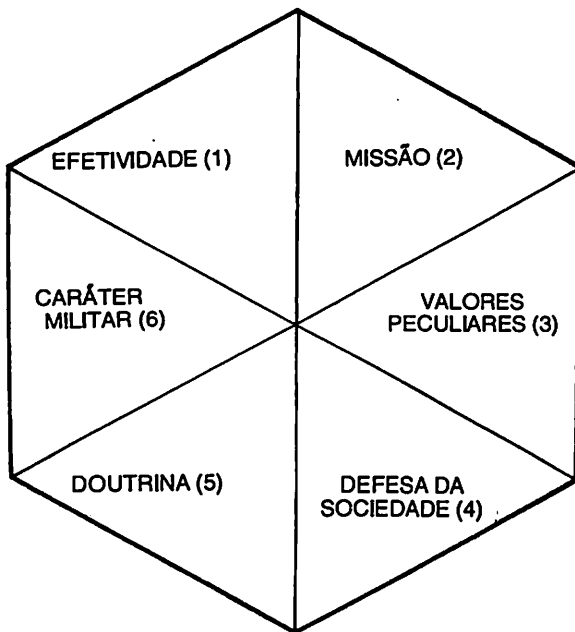 EFETIVIDADE (1)
MISSÃO (2)
CARÁTER
MILITAR (6)
VALORES
PECULIARES (3)
DOUTRINA (5)
DEFESA DA
SOCIEDADE (4)